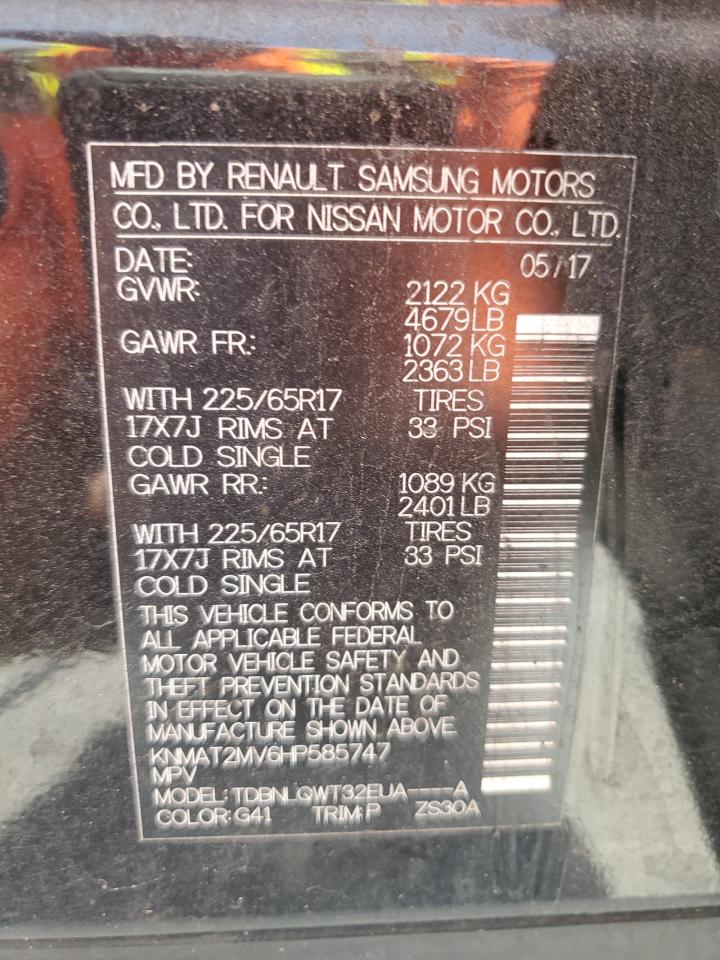 MFD BY RENAULT SAMSUNG MOTORS
CO., LTD. FOR NISSAN MOTOR CO., LTD.
DATE: 05/17
GVWR: 2122 KG
4679 LB
GAWR FR.: 1072 KG
2363 LB
WITH 225/65R17 TIRES
17X7J RIMS AT 33 PSI
COLD SINGLE
GAWR RR.: 1089 KG
2401 LB
WITH 225/65R17 TIRES
17X7J RIMS AT 33 PSI
COLD SINGLE
THIS VEHICLE CONFORMS TO
ALL APPLICABLE FEDERAL
MOTOR VEHICLE SAFETY AND
THEFT PREVENTION STANDARDS
IN EFFECT ON THE DATE OF
MANUFACTURE SHOWN ABOVE.
KNMAT2MV6HP585747
MPV
MODEL: TDBNLQWT32EUA----A
COLOR: G41 TRIM: P ZS30A